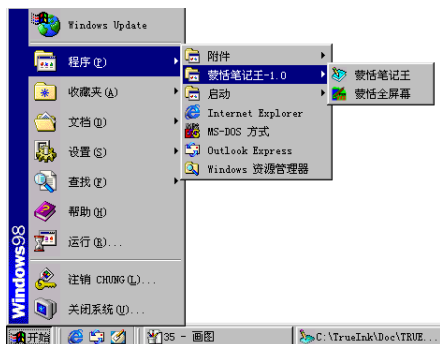 Windows Update
程序(P)
收藏夹(A)
文档(D)
设置(S)
查找(F)
帮助(H)
运行(R)...
注销 CHUNG(L)...
关闭系统(U)...
Windows98
附件
蒙恬笔记王-1.0
启动
Internet Explorer
MS-DOS 方式
Outlook Express
Windows 资源管理器
蒙恬笔记王
蒙恬全屏幕
开始
35 - 画图
C:\TrueInk\Doc\TRUE...